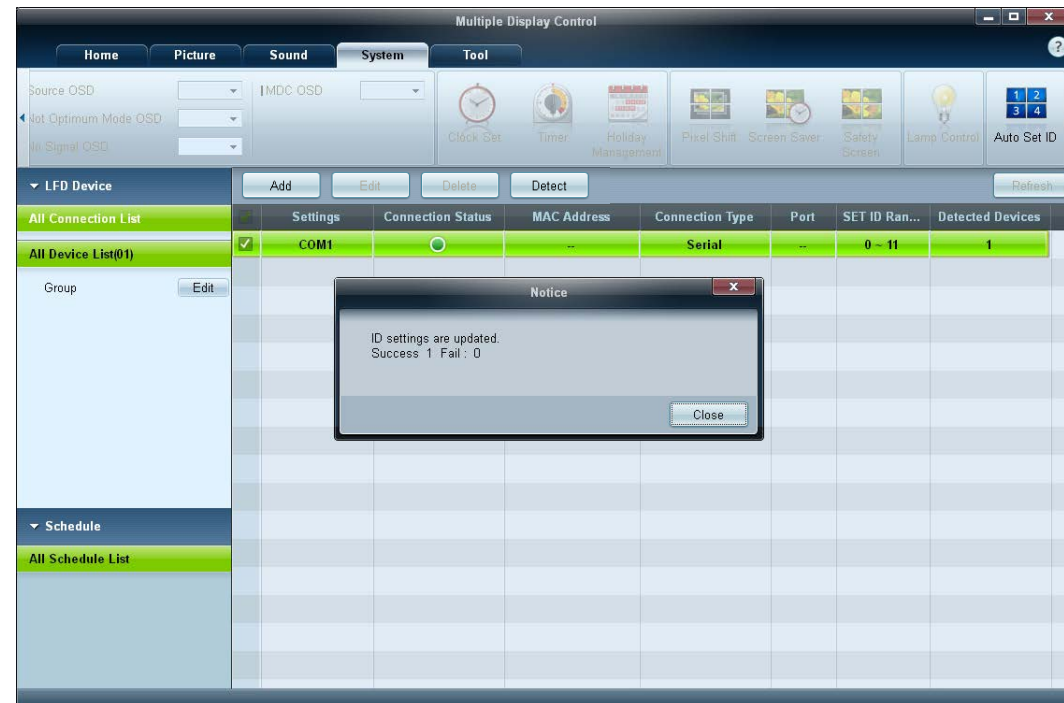 Multiple Display Control
Home Picture Sound System Tool
?
Source OSD
MDC OSD
Not Optimum Mode OSD
No Signal OSD
Clock Set
Timer
Holiday
Management
Pixel Shift
Screen Saver
Safety
Screen
Lamp Control
1 2
3 4
Auto Set ID
LFD Device
Add Edit Delete Detect Refresh
All Connection List
Settings Connection Status MAC Address Connection Type Port SET ID Ran... Detected Devices
COM1 -- Serial -- 0 ~ 11 1
All Device List(01)
Group Edit
Notice
ID settings are updated.
Success 1 Fail : 0
Close
Schedule
All Schedule List